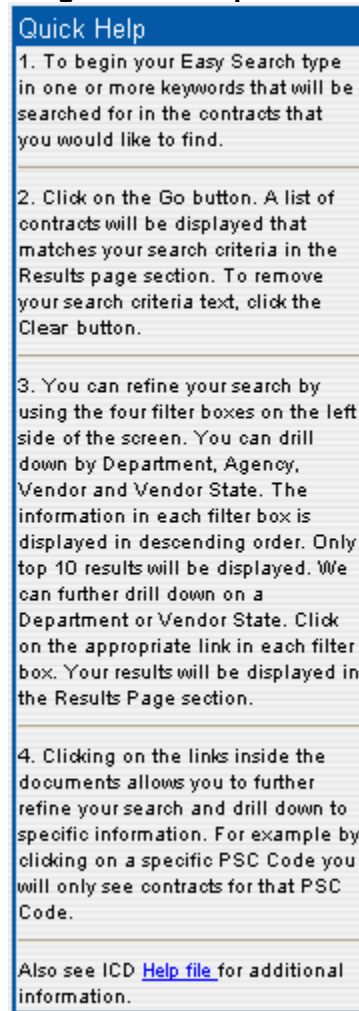 Quick Help
1. To begin your Easy Search type
in one or more keywords that will be
searched for in the contracts that
you would like to find.
2. Click on the Go button. A list of
contracts will be displayed that
matches your search criteria in the
Results page section. To remove
your search criteria text, click the
Clear button.
3. You can refine your search by
using the four filter boxes on the left
side of the screen. You can drill
down by Department, Agency,
Vendor and Vendor State. The
information in each filter box is
displayed in descending order. Only
top 10 results will be displayed. We
can further drill down on a
Department or Vendor State. Click
on the appropriate link in each filter
box. Your results will be displayed in
the Results Page section.
4. Clicking on the links inside the
documents allows you to further
refine your search and drill down to
specific information. For example by
clicking on a specific PSC Code you
will only see contracts for that PSC
Code.
Also see ICD Help file for additional
information.